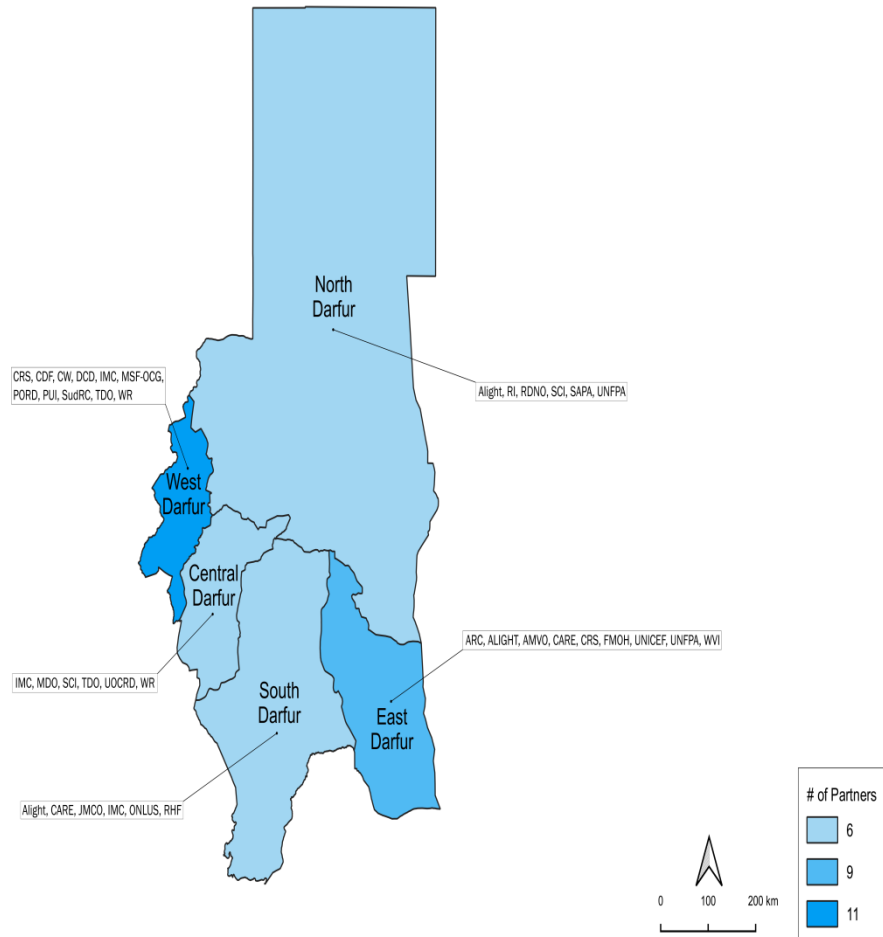 North
Darfur
CRS, CDF, CW, DCD, IMC, MSF-OCG,
PORD, PUI, SudRC, TDO, WR
Alight, RI, RDNO, SCI, SAPA, UNFPA
West
Darfur
Central
Darfur
ARC, ALIGHT, AMVO, CARE, CRS, FMOH, UNICEF, UNFPA, WVI
IMC, MDO, SCI, TDO, UOCRD, WR
South
Darfur
East
Darfur
Alight, CARE, JMCO, IMC, ONLUS, RHF
# of Partners
6
9
11
0 100 200 km